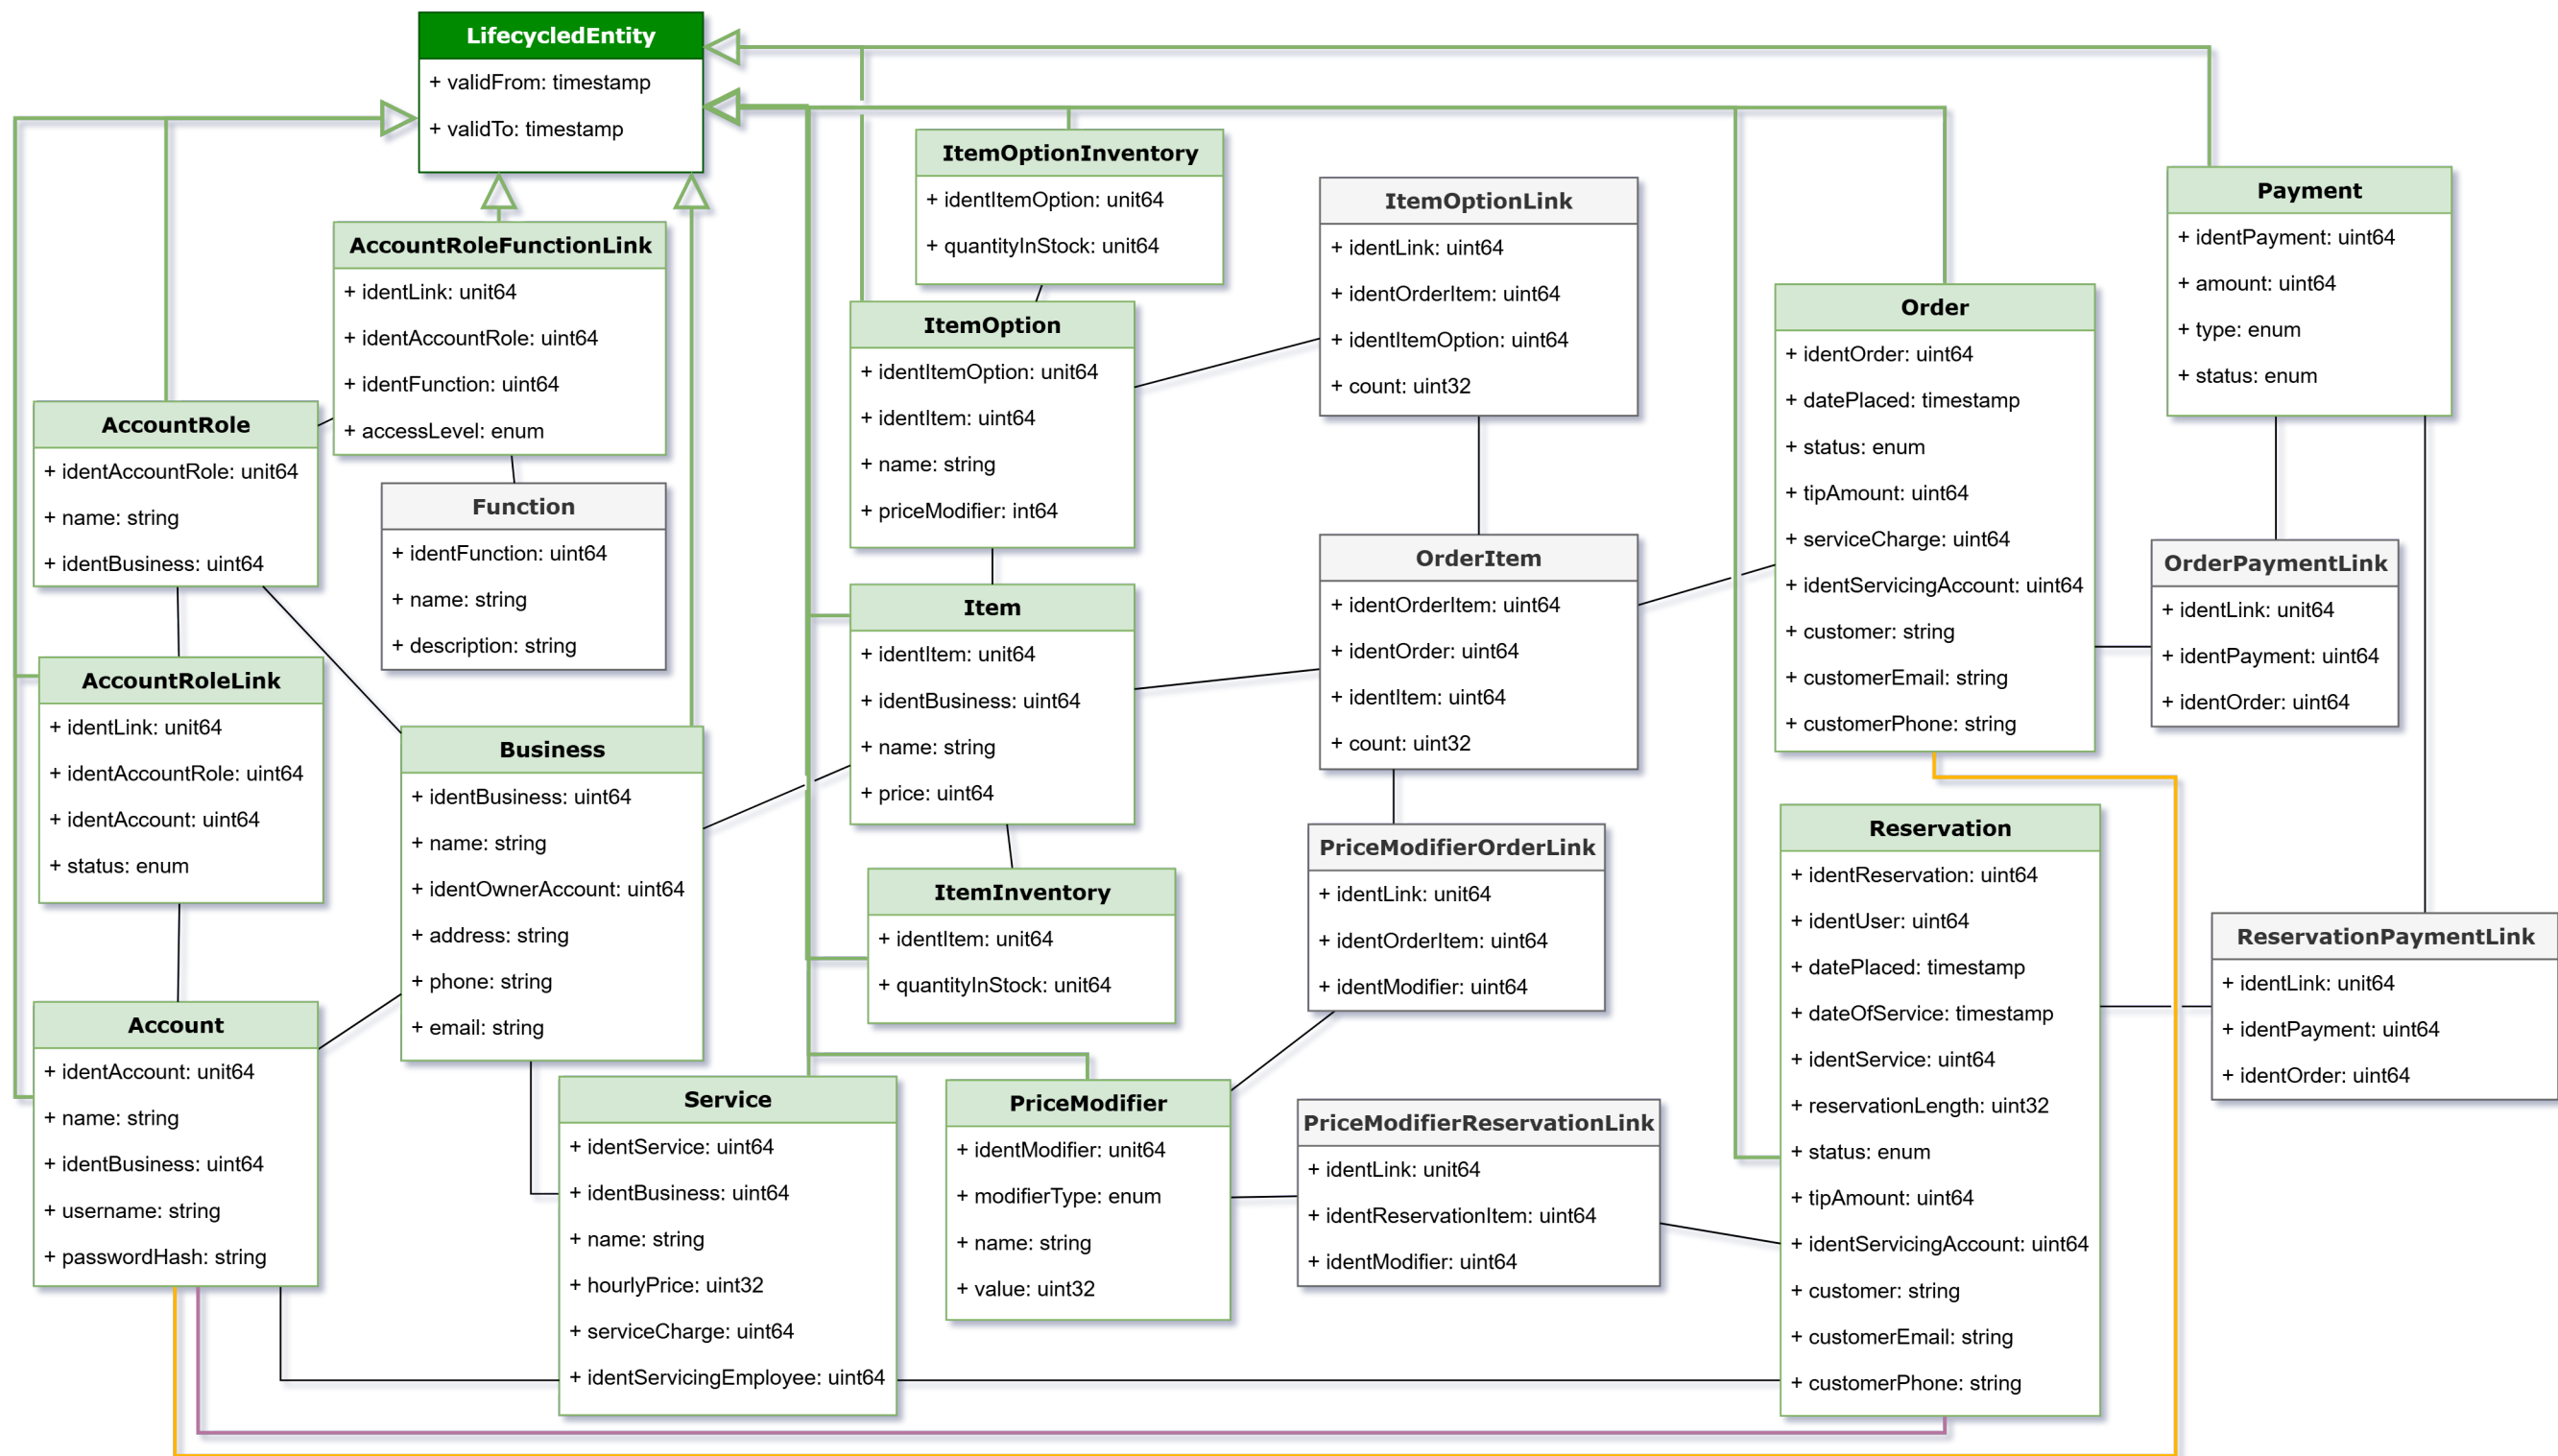 LifecycledEntity
+ validFrom: timestamp
+ validTo: timestamp
AccountRoleFunctionLink
+ identLink: unit64
+ identAccountRole: uint64
+ identFunction: uint64
+ accessLevel: enum
AccountRole
+ identAccountRole: unit64
+ name: string
+ identBusiness: uint64
Function
+ identFunction: uint64
+ name: string
+ description: string
AccountRoleLink
+ identLink: unit64
+ identAccountRole: uint64
+ identAccount: uint64
+ status: enum
Business
+ identBusiness: uint64
+ name: string
+ identOwnerAccount: uint64
+ address: string
+ phone: string
+ email: string
Account
+ identAccount: unit64
+ name: string
+ identBusiness: uint64
+ username: string
+ passwordHash: string
Service
+ identService: uint64
+ identBusiness: uint64
+ name: string
+ hourlyPrice: uint32
+ serviceCharge: uint64
+ identServicingEmployee: uint64
ItemOptionInventory
+ identItemOption: unit64
+ quantityInStock: unit64
ItemOption
+ identItemOption: unit64
+ identItem: uint64
+ name: string
+ priceModifier: int64
Item
+ identItem: unit64
+ identBusiness: uint64
+ name: string
+ price: uint64
ItemInventory
+ identItem: unit64
+ quantityInStock: unit64
PriceModifier
+ identModifier: unit64
+ modifierType: enum
+ name: string
+ value: uint32
ItemOptionLink
+ identLink: uint64
+ identOrderItem: uint64
+ identItemOption: uint64
+ count: uint32
OrderItem
+ identOrderItem: uint64
+ identOrder: uint64
+ identItem: uint64
+ count: uint32
PriceModifierOrderLink
+ identLink: unit64
+ identOrderItem: uint64
+ identModifier: uint64
PriceModifierReservationLink
+ identLink: unit64
+ identReservationItem: uint64
+ identModifier: uint64
Order
+ identOrder: uint64
+ datePlaced: timestamp
+ status: enum
+ tipAmount: uint64
+ serviceCharge: uint64
+ identServicingAccount: uint64
+ customer: string
+ customerEmail: string
+ customerPhone: string
Reservation
+ identReservation: uint64
+ identUser: uint64
+ datePlaced: timestamp
+ dateOfService: timestamp
+ identService: uint64
+ reservationLength: uint32
+ status: enum
+ tipAmount: uint64
+ identServicingAccount: uint64
+ customer: string
+ customerEmail: string
+ customerPhone: string
Payment
+ identPayment: uint64
+ amount: uint64
+ type: enum
+ status: enum
OrderPaymentLink
+ identLink: unit64
+ identPayment: uint64
+ identOrder: uint64
ReservationPaymentLink
+ identLink: unit64
+ identPayment: uint64
+ identOrder: uint64